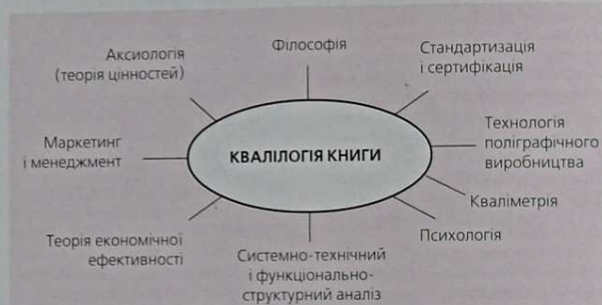 Філософія
Аксиологія
(теорія цінностей)
Стандартизація
і сертифікація
Маркетинг
і менеджмент
КВАЛІЛОГІЯ КНИГИ
Технологія
поліграфічного
виробництва
Кваліметрія
Психологія
Теорія економічної
ефективності
Системно-технічний
і функціонально-
структурний аналіз